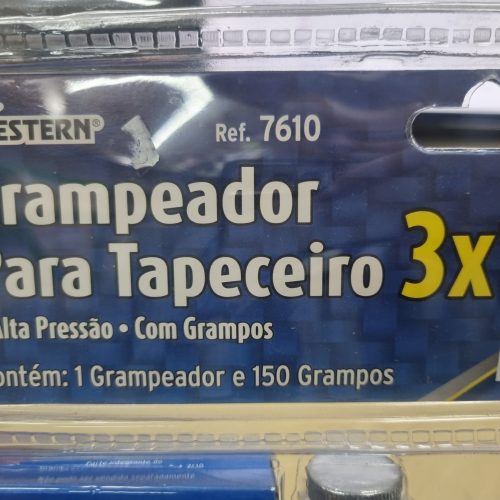 ESTERN®
Ref. 7610
rampeador
Para Tapeceiro
3x
Alta Pressão • Com Grampos
ontém: 1 Grampeador e 150 Grampos